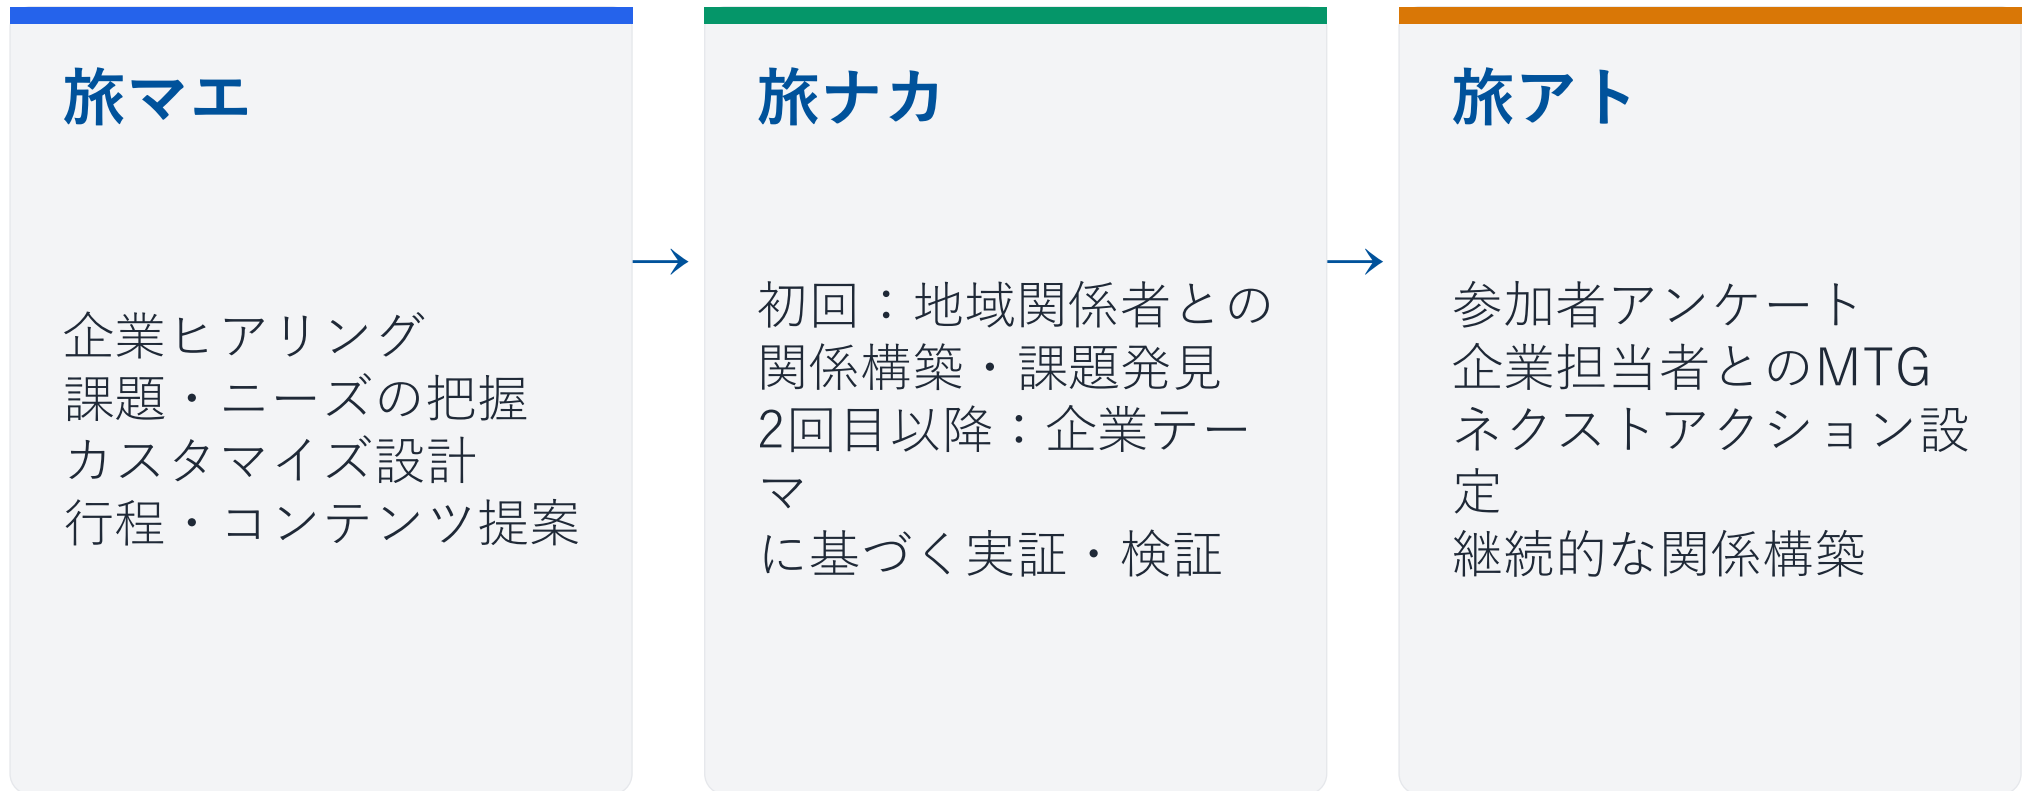 旅マエ
企業ヒアリング
課題・ニーズの把握
カスタマイズ設計
行程・コンテンツ提案
→
旅ナカ
初回：地域関係者との
関係構築・課題発見
2回目以降：企業テー
マ
に基づく実証・検証
→
旅アト
参加者アンケート
企業担当者とのMTG
ネクストアクション設
定
継続的な関係構築